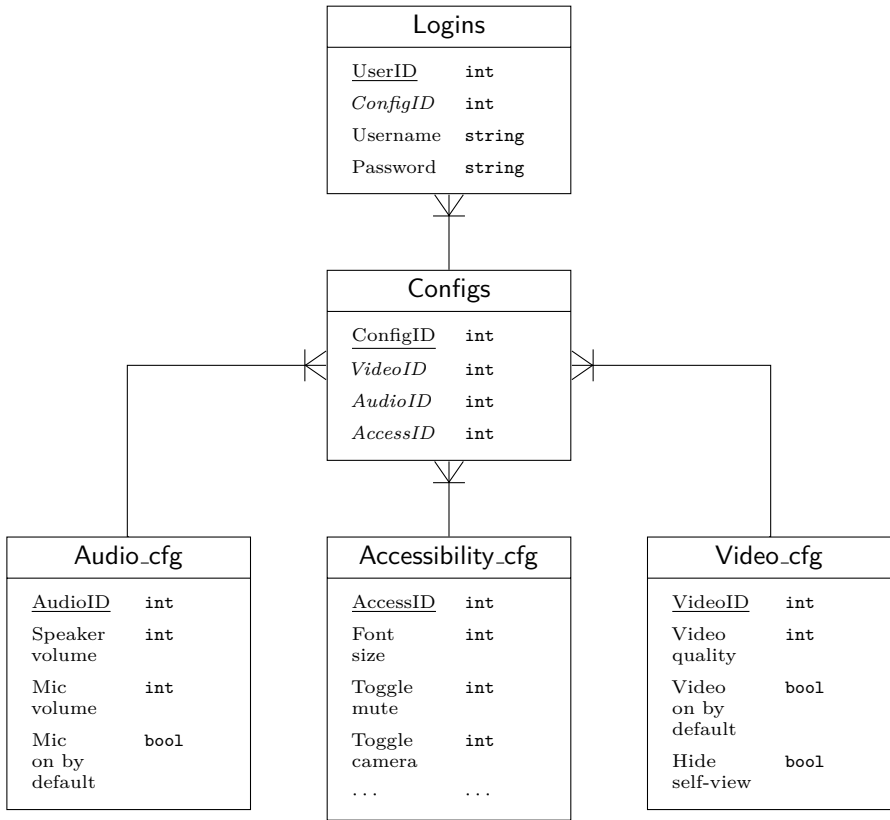 Logins
UserID int
ConfigID int
Username string
Password string
Configs
ConfigID int
VideoID int
AudioID int
AccessID int
Audio_cfg
AudioID int
Speaker int
volume
Mic int
volume
Mic bool
on by
default
Accessibility_cfg
AccessID int
Font int
size
Toggle int
mute
Toggle int
camera
... ...
Video_cfg
VideoID int
Video int
quality
Video bool
on by
default
Hide bool
self-view